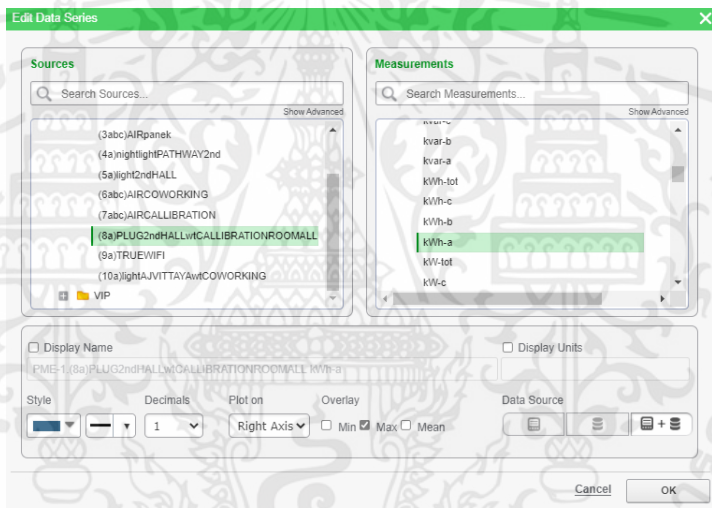 Edit Data Series
Sources
Search Sources...
Show Advanced
(3abc)AIRpanek
(4a)nightlightPATHWAY2nd
(5a)light2ndHALL
(6abc)AIRCOWORKING
(7abc)AIRCALLIBRATION
(8a)PLUG2ndHALLwtCALLIBRATIONROOMALL
(9a)TRUEWIFI
(10a)lightAJVITTAYAwtCOWORKING
VIP
Measurements
Search Measurements...
Show Advanced
kvar-c
kvar-b
kvar-a
kWh-tot
kWh-c
kWh-b
kWh-a
kW-tot
kW-c
Display Name
Display Units
PME-1.(8a)PLUG2ndHALLwtCALLIBRATIONROOMALL kWh-a
Style
Decimals
Plot on
Overlay
Data Source
1
Right Axis
Min
Max
Mean
Cancel
OK